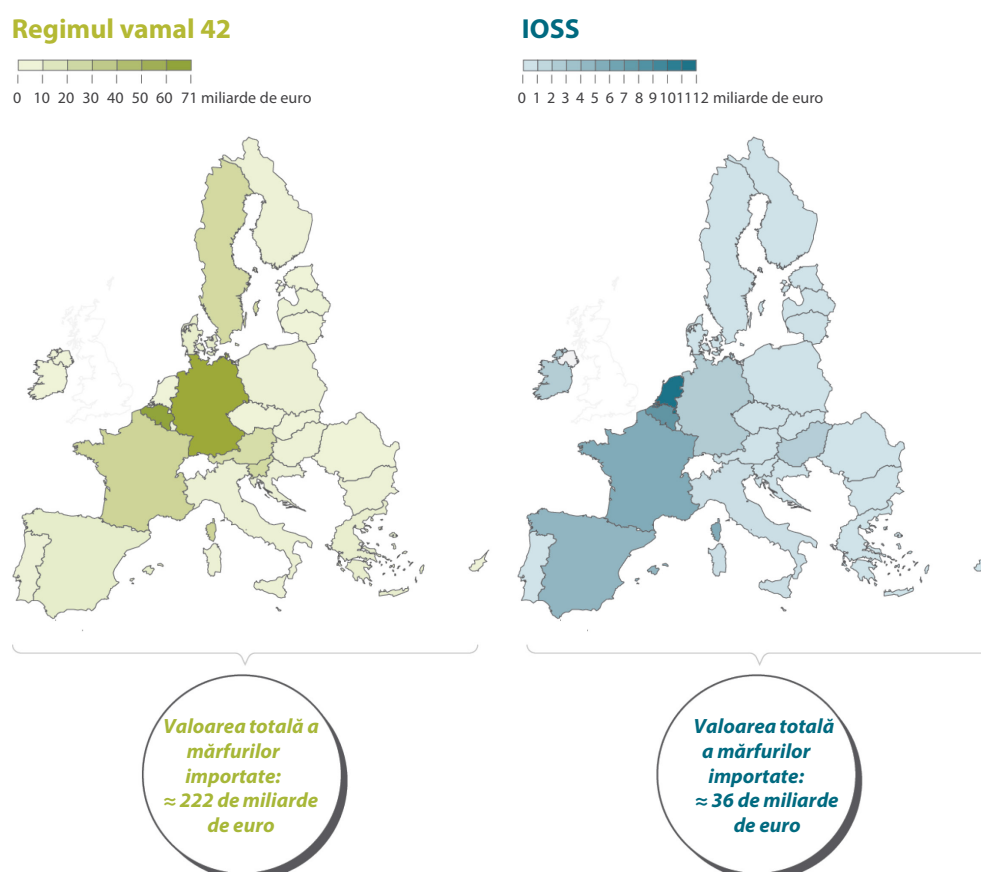 Regimul vamal 42
0 10 20 30 40 50 60 71 miliarde de euro
Valoarea totală a
mărfurilor
importate:
≈ 222 de miliarde
de euro
IOSS
0 1 2 3 4 5 6 7 8 9 10 11 12 miliarde de euro
Valoarea totală
a mărfurilor
importate:
≈ 36 de miliarde
de euro